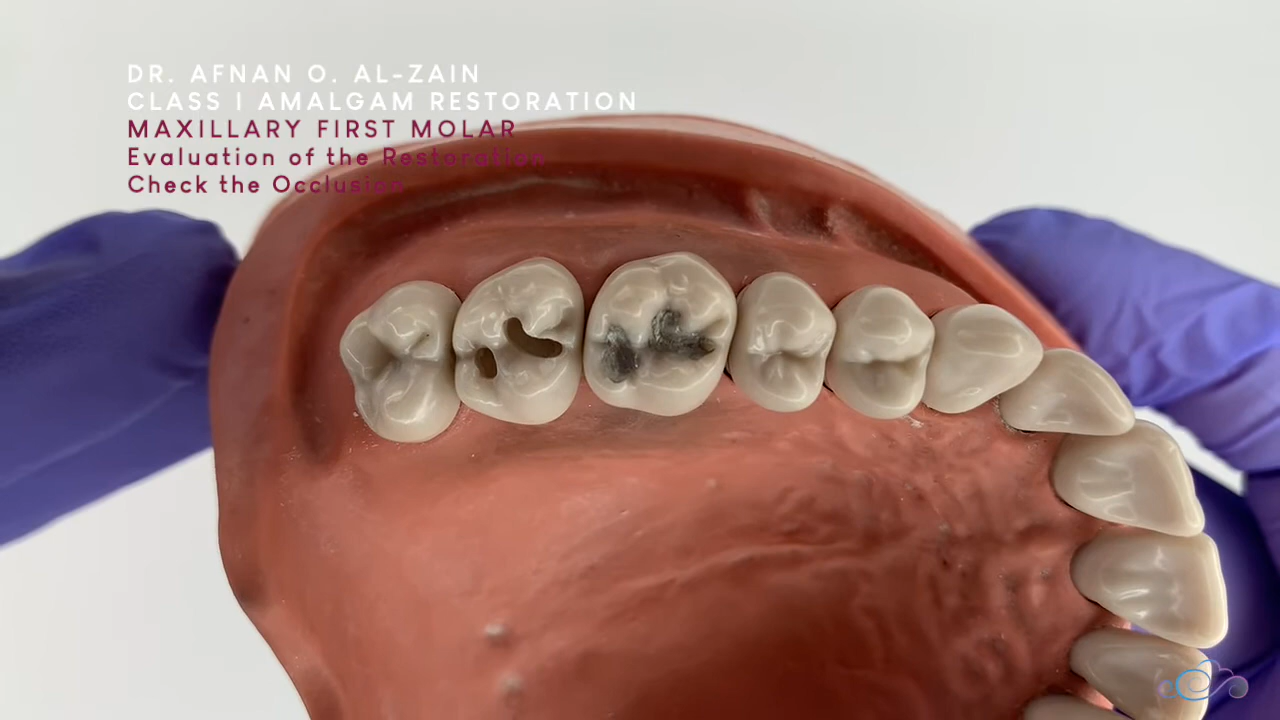 DR. AFNAN O. AL-ZAIN
CLASS I AMALGAM RESTORATION
MAXILLARY FIRST MOLAR
Evaluation of the Restoration
Check the Occlusion